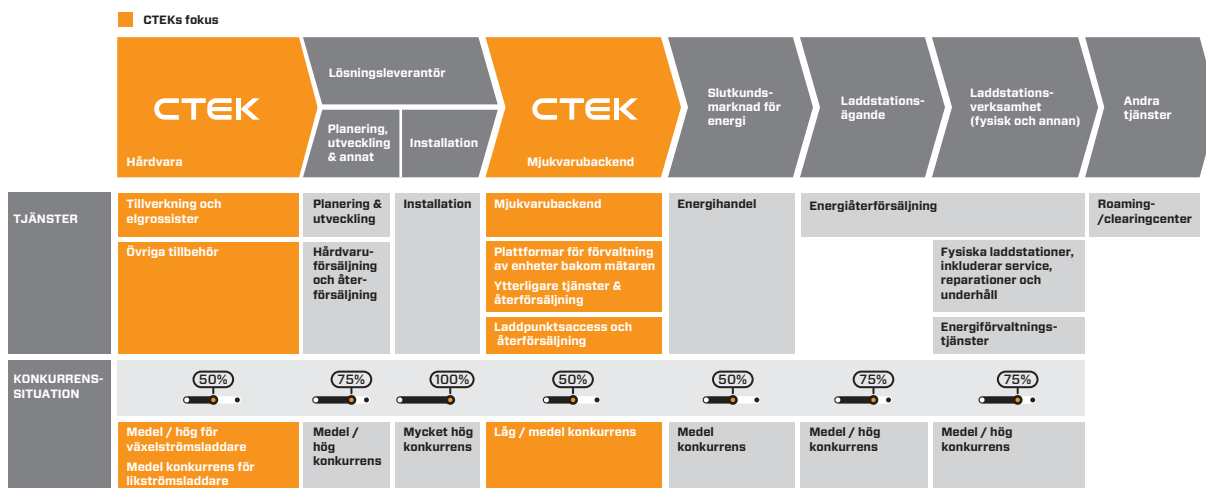 CTEKs fokus
CTEK
Hårdvara
Lösningsleverantör
Planering,
utveckling
& annat
Installation
CTEK
Mjukvarubackend
Slutkunds-
marknad för
energi
Laddstations-
ägande
Laddstations-
verksamhet
(fysisk och annan)
Andra
tjänster
TJÄNSTER
Tillverkning och
elgrossister
Planering &
utveckling
Installation
Mjukvarubackend
Energihandel
Energiåterförsäljning
Roaming-
/clearingcenter
Övriga tillbehör
Hårdvaru-
försäljning
och åter-
försäljning
Plattformar för förvaltning
av enheter bakom mätaren
Ytterligare tjänster &
återförsäljning
Fysiska laddstationer,
inkluderar service,
reparationer och
underhåll
Laddpunktsaccess och
återförsäljning
Energiförvaltnings-
tjänster
KONKURRENS-
SITUATION
50%
75%
100%
50%
50%
75%
75%
Medel / hög för
växelströmsladdare
Medel konkurrens för
likströmsladdare
Medel /
hög
konkurrens
Mycket hög
konkurrens
Låg / medel konkurrens
Medel
konkurrens
Medel / hög
konkurrens
Medel / hög
konkurrens